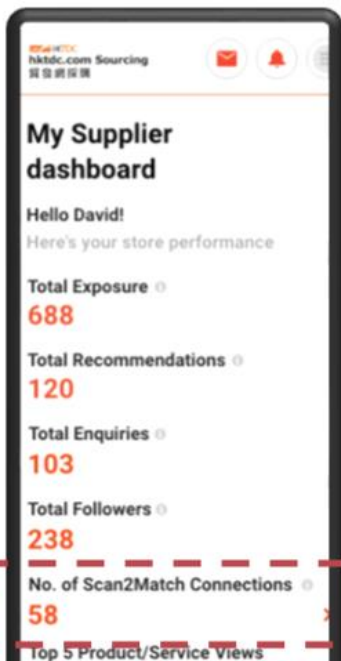 HKTDC
hktdc.com Sourcing
貿發網採購
My Supplier
dashboard
Hello David!
Here's your store performance
Total Exposure
688
Total Recommendations
120
Total Enquiries
103
Total Followers
238
No. of Scan2Match Connections
58
Top 5 Product/Service Views